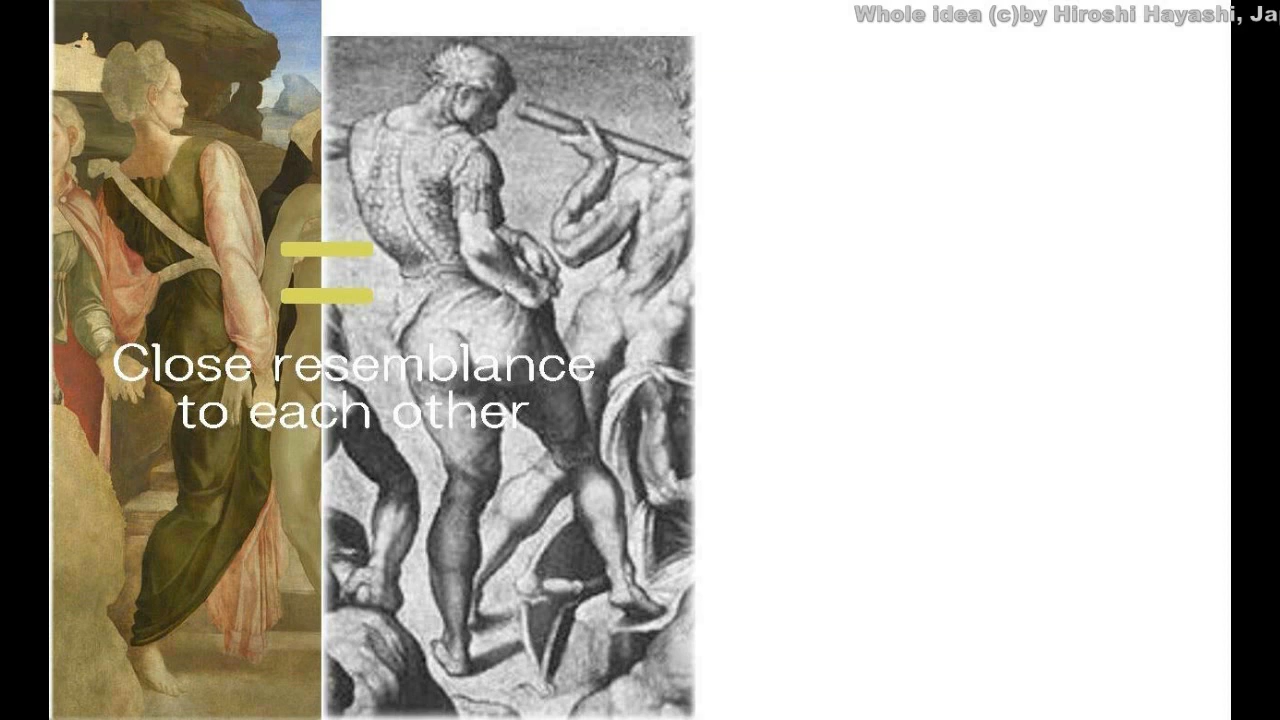 Whole idea (c)by Hiroshi Hayashi, Ja
Close resemblance
to each other